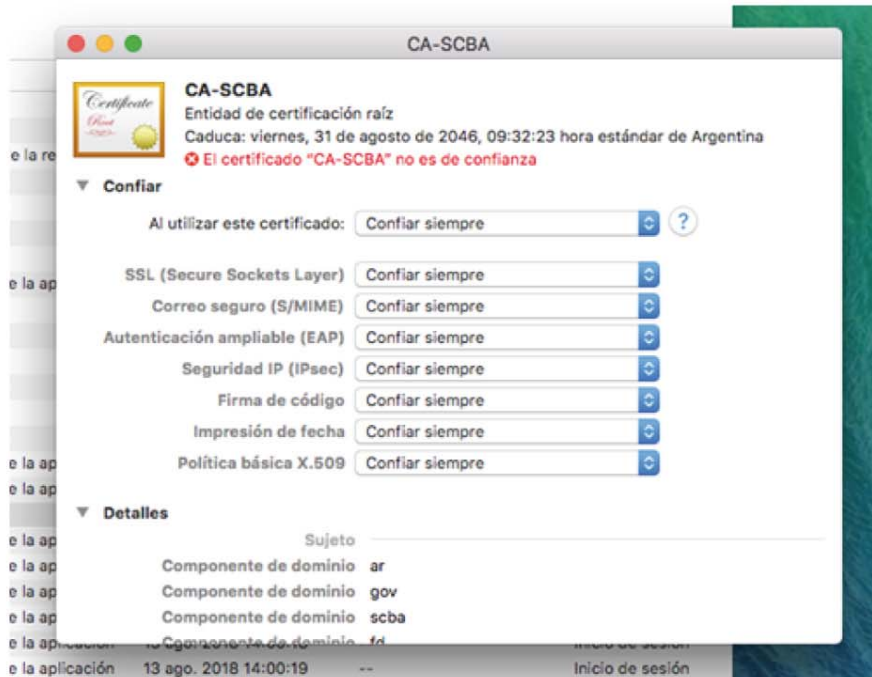 CA-SCBA
Certificate
Root
CA-SCBA
Entidad de certificación raíz
Caduca: viernes, 31 de agosto de 2046, 09:32:23 hora estándar de Argentina
El certificado "CA-SCBA" no es de confianza
e la re
Confiar
Al utilizar este certificado: Confiar siempre ?
SSL (Secure Sockets Layer) Confiar siempre
e la ap
Correo seguro (S/MIME) Confiar siempre
Autenticación ampliable (EAP) Confiar siempre
Seguridad IP (IPsec) Confiar siempre
Firma de código Confiar siempre
Impresión de fecha Confiar siempre
Política básica X.509 Confiar siempre
e la ap
e la ap
Detalles
e la ap
Sujeto
e la ap
Componente de dominio ar
e la ap
Componente de dominio gov
e la ap
Componente de dominio scba
Componente de dominio fd
e la aplicación
Inicio de sesión
e la aplicación 13 ago. 2018 14:00:19 -- Inicio de sesión